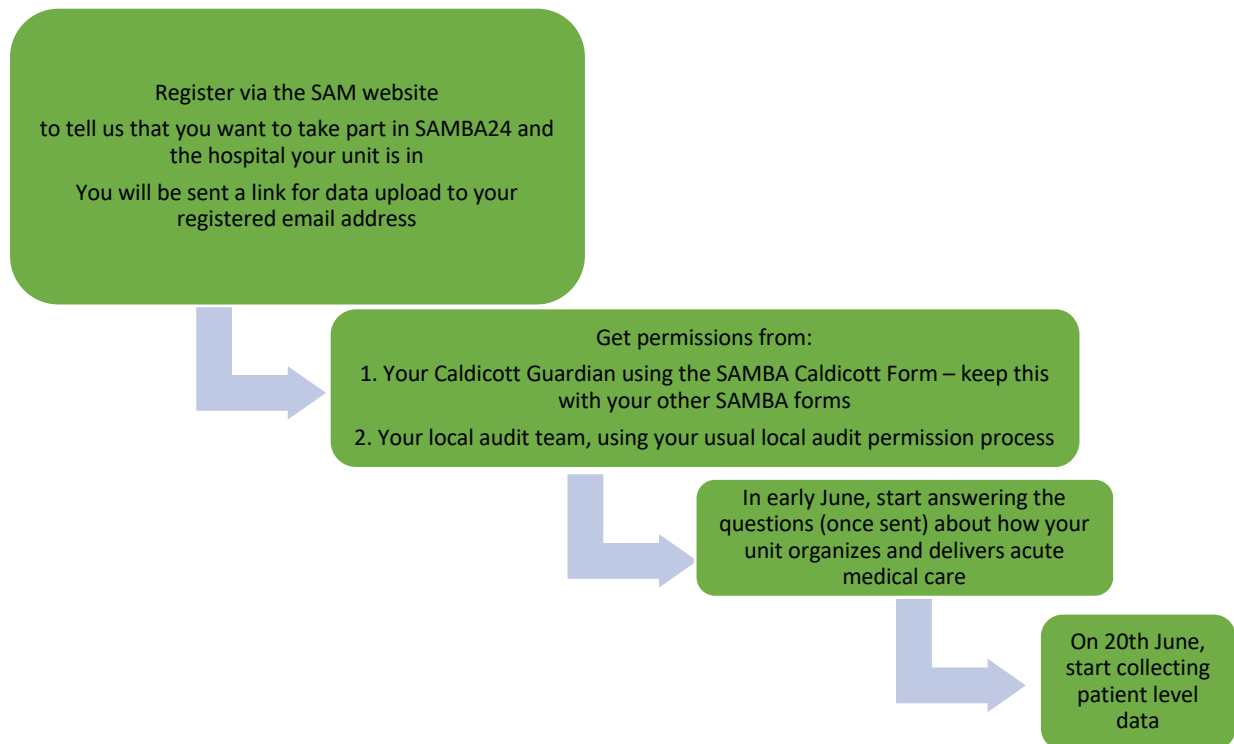 Register via the SAM website
to tell us that you want to take part in SAMBA24 and
the hospital your unit is in
You will be sent a link for data upload to your
registered email address
Get permissions from:
1. Your Caldicott Guardian using the SAMBA Caldicott Form – keep this
with your other SAMBA forms
2. Your local audit team, using your usual local audit permission process
In early June, start answering the
questions (once sent) about how your
unit organizes and delivers acute
medical care
On 20th June,
start collecting
patient level
data